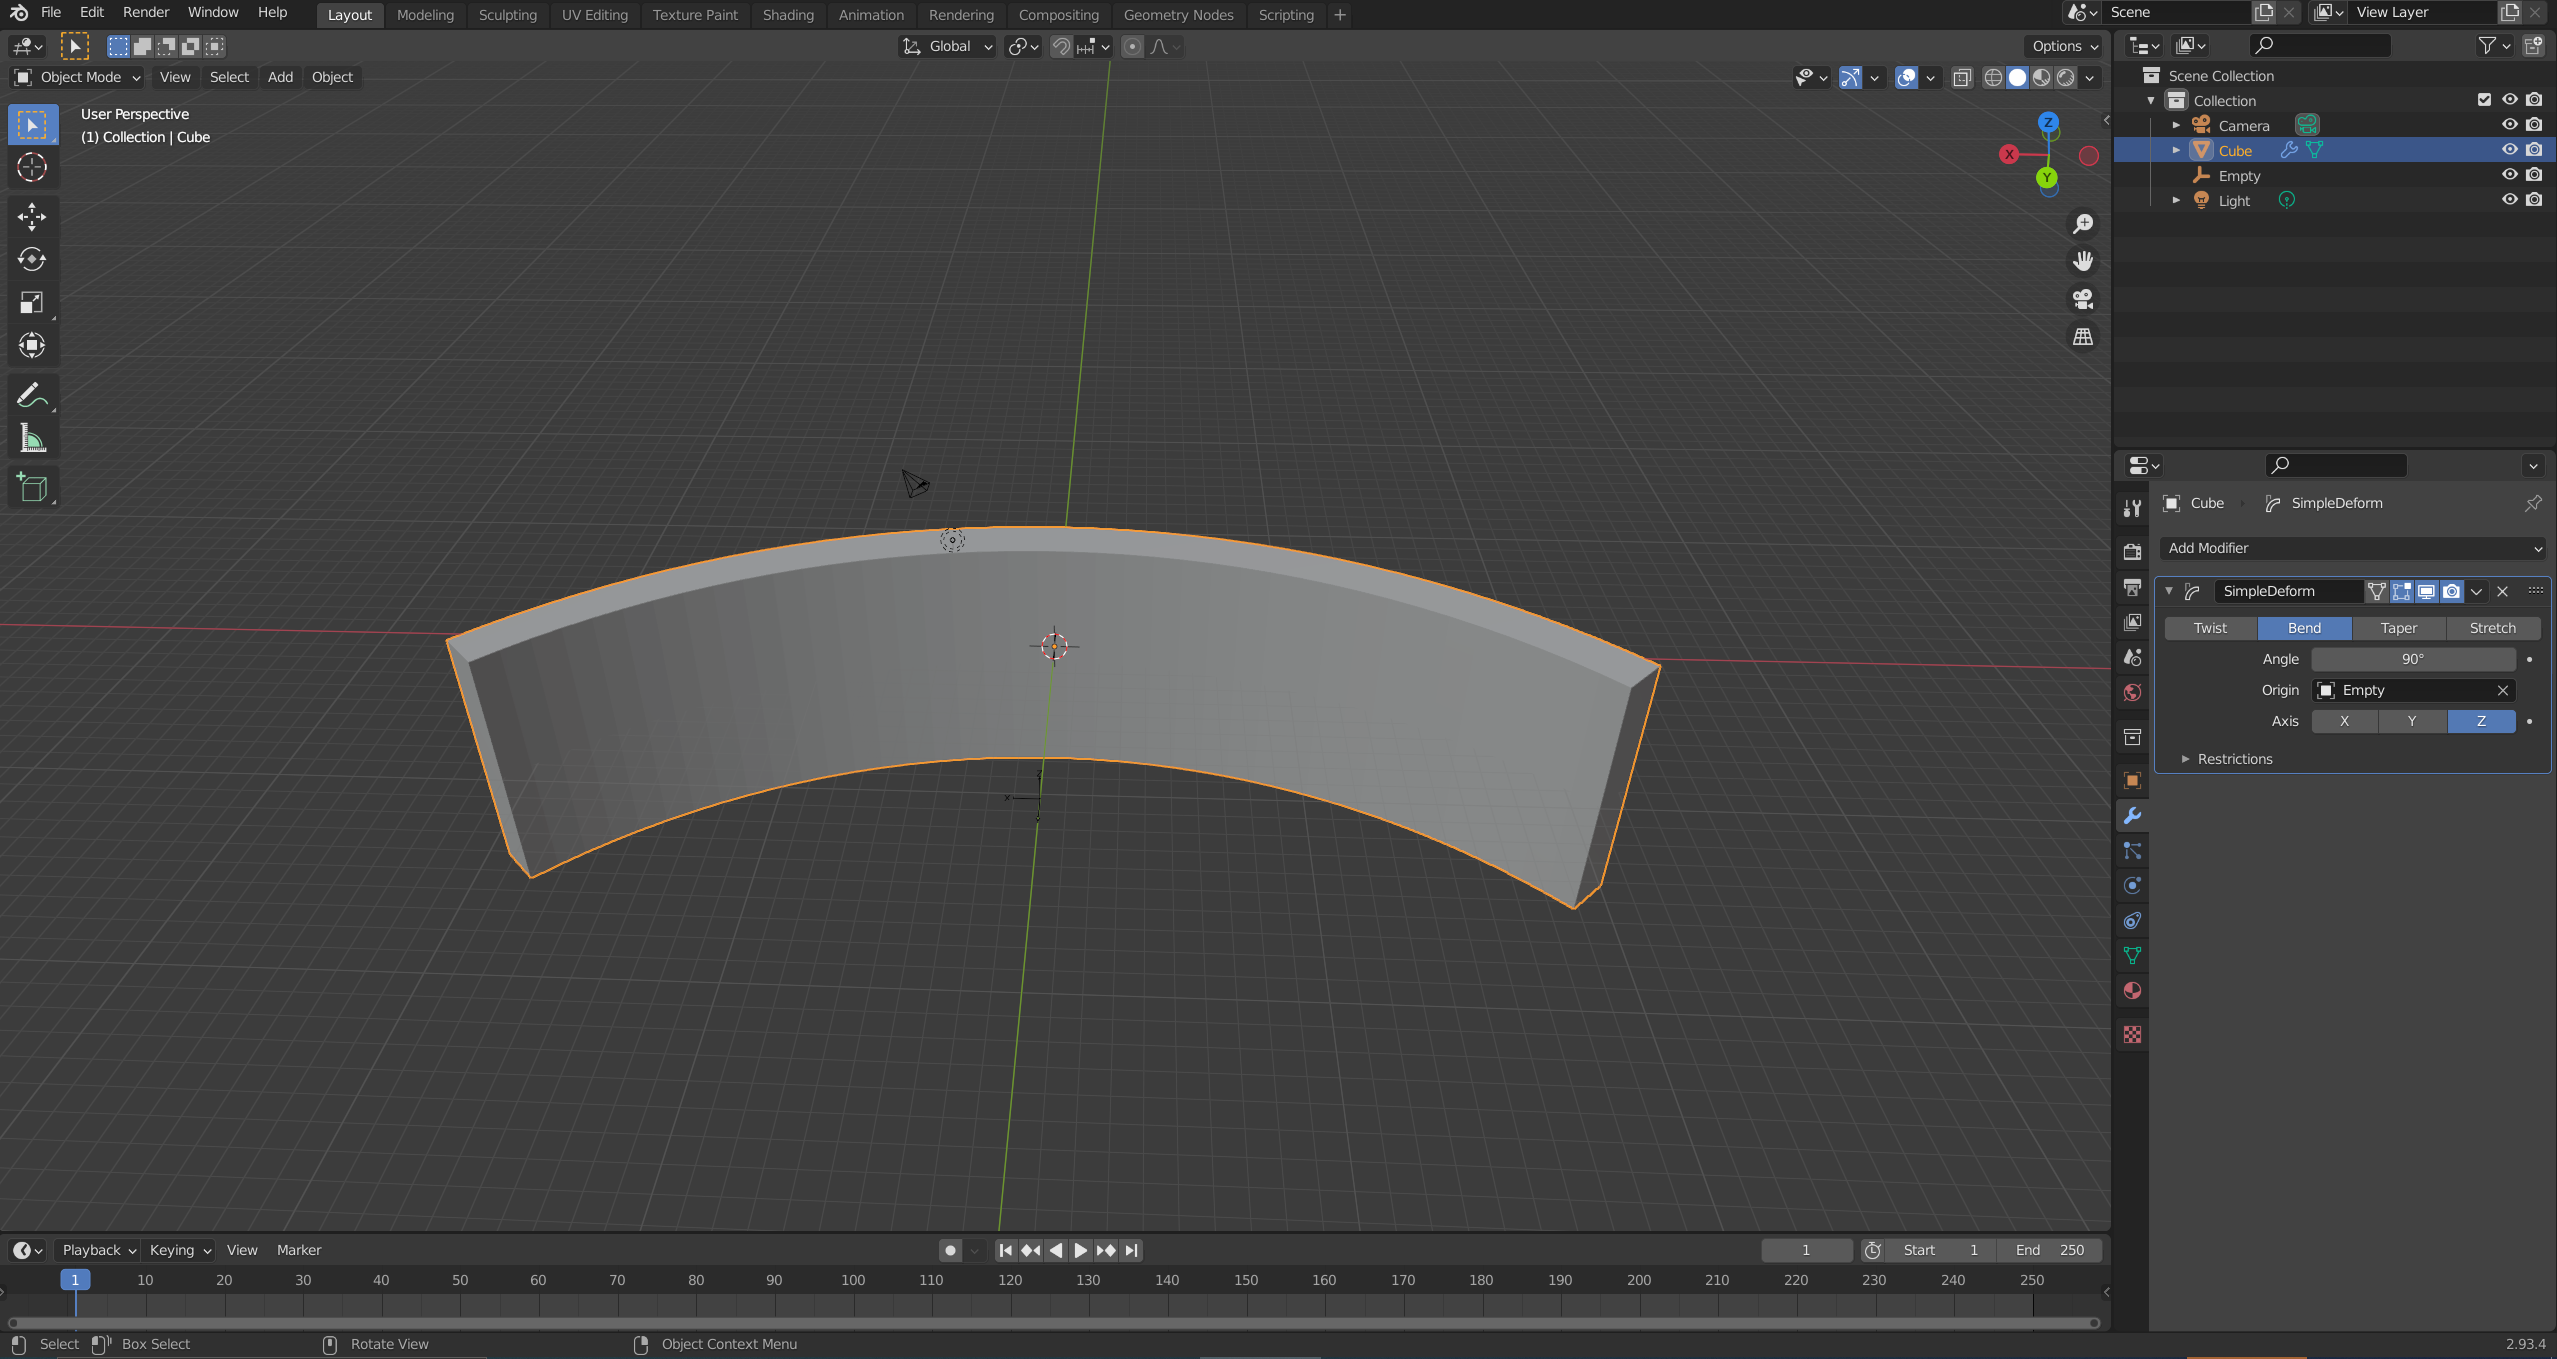 File Edit Render Window Help Layout Modeling Sculpting UV Editing Texture Paint Shading Animation Rendering Compositing Geometry Nodes Scripting + Scene View Layer
Global Options
Object Mode View Select Add Object
User Perspective
(1) Collection | Cube
Z
X
Y
Scene Collection
Collection
Camera
Cube
Empty
Light
Cube SimpleDeform
Add Modifier
SimpleDeform
Twist Bend Taper Stretch
Angle 90°
Origin Empty
Axis X Y Z
Restrictions
Playback Keying View Marker 1 Start 1 End 250
1 10 20 30 40 50 60 70 80 90 100 110 120 130 140 150 160 170 180 190 200 210 220 230 240 250
Select Box Select Rotate View Object Context Menu 2.93.4